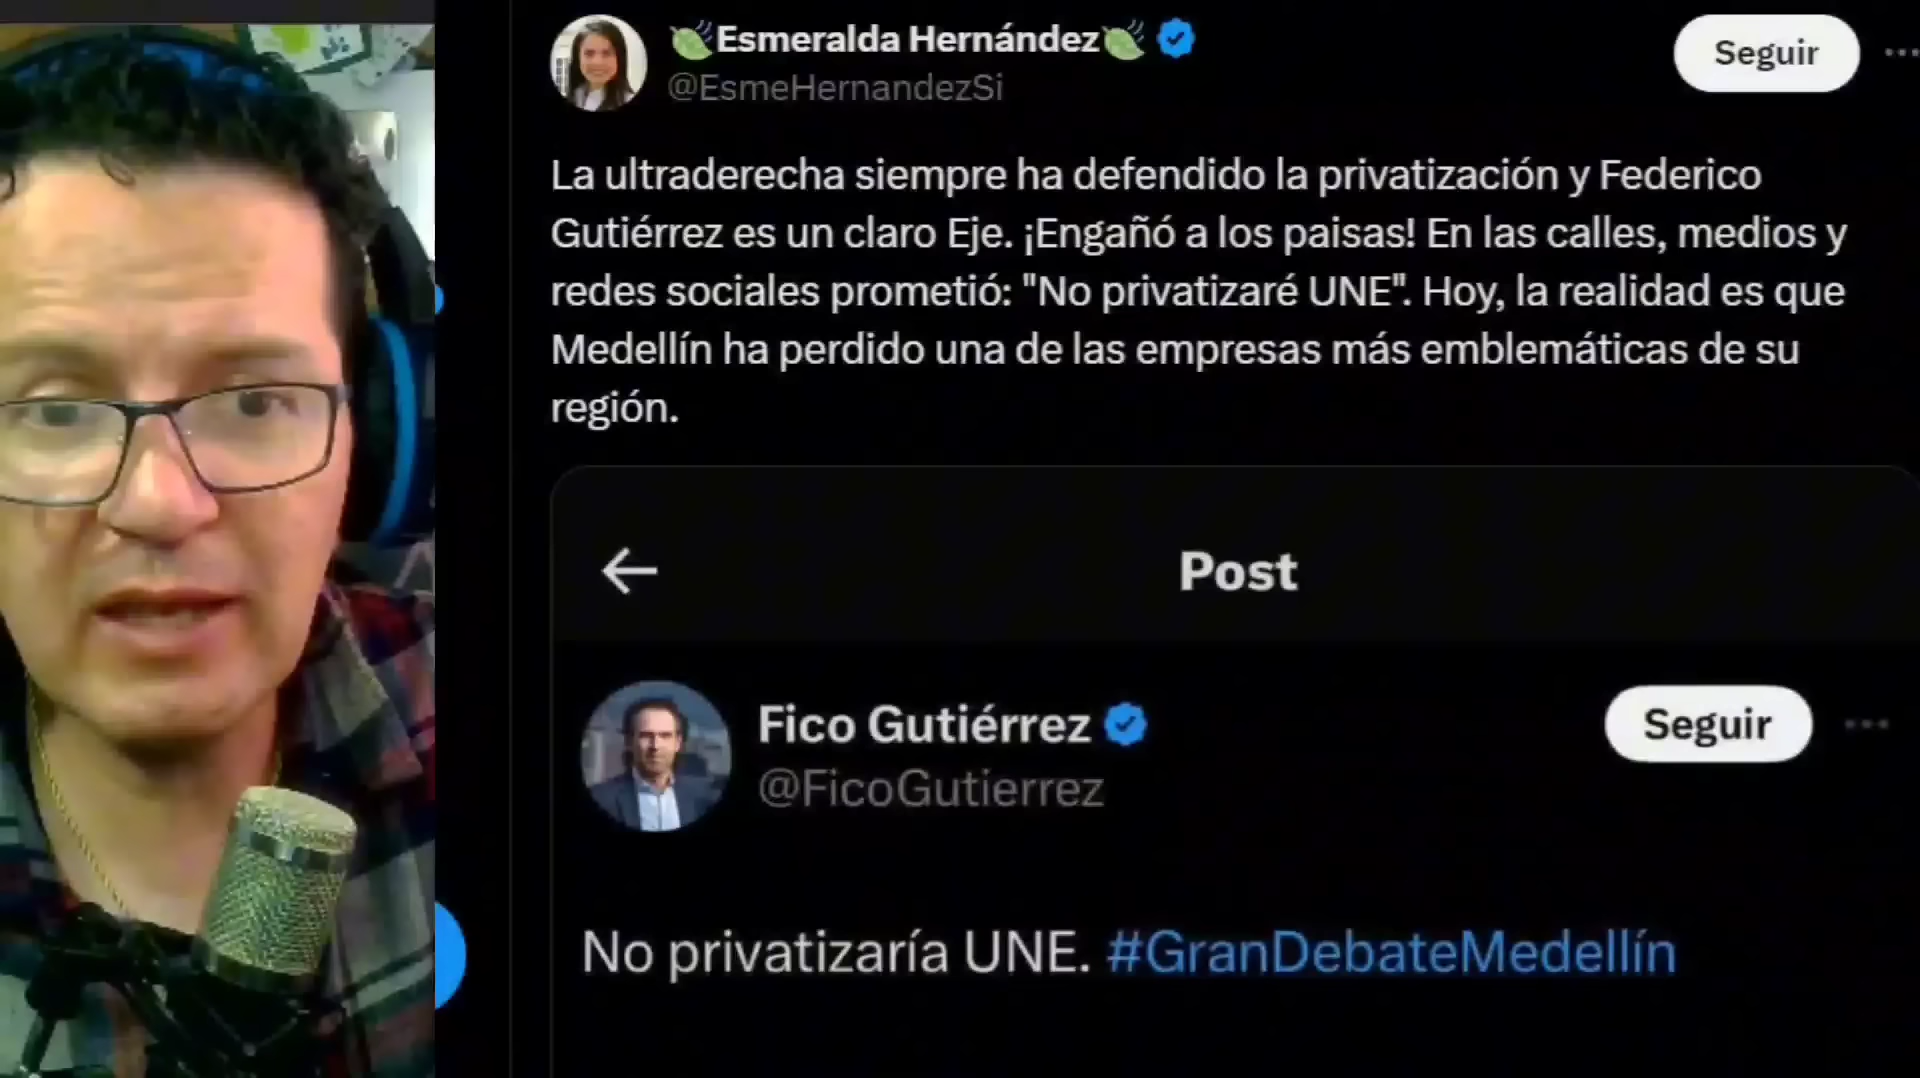 Esmeralda Hernández
@EsmeHernandezSi
Seguir
La ultraderecha siempre ha defendido la privatización y Federico
Gutiérrez es un claro Eje. ¡Engañó a los paisas! En las calles, medios y
redes sociales prometió: "No privatizaré UNE". Hoy, la realidad es que
Medellín ha perdido una de las empresas más emblemáticas de su
región.
Post
Fico Gutiérrez
@FicoGutierrez
Seguir
No privatizaría UNE. #GranDebateMedellín